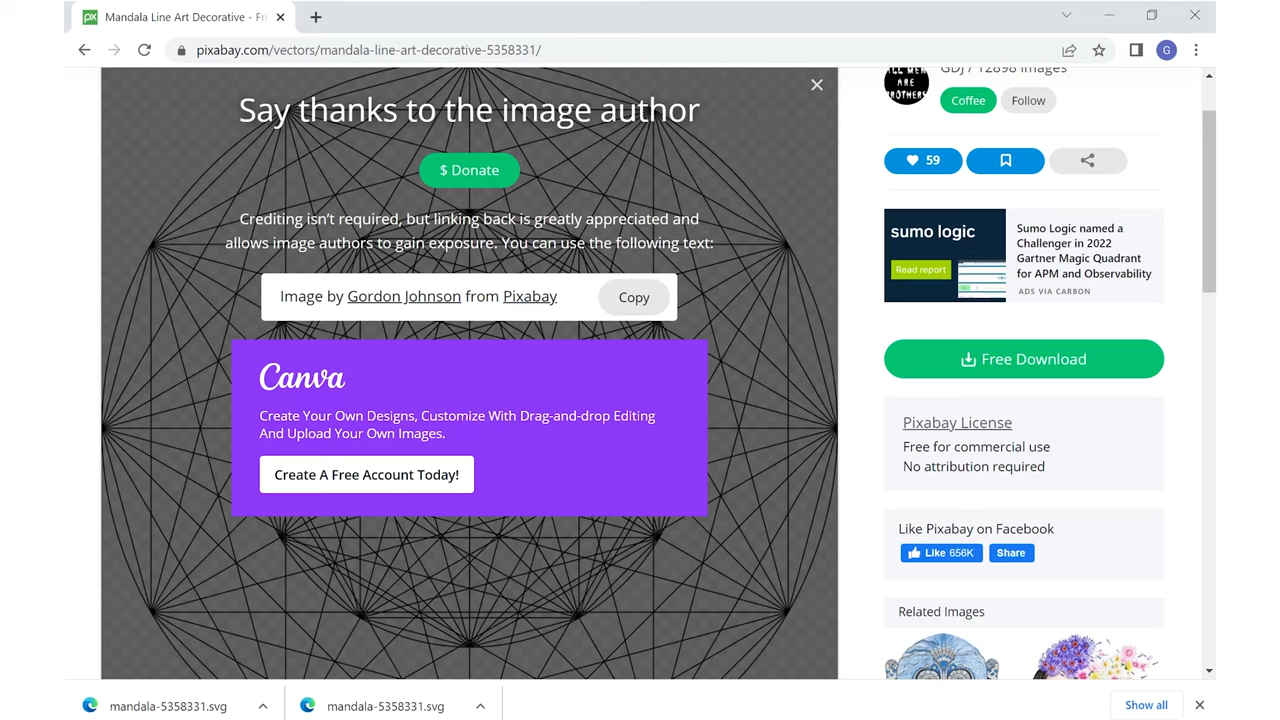 Mandala Line Art Decorative - Fr
pixabay.com/vectors/mandala-line-art-decorative-5358331/
G
Say thanks to the image author
$ Donate
Crediting isn't required, but linking back is greatly appreciated and
allows image authors to gain exposure. You can use the following text:
Image by Gordon Johnson from Pixabay
Copy
Canva
Create Your Own Designs, Customize With Drag-and-drop Editing
And Upload Your Own Images.
Create A Free Account Today!
ALL MEN
ARE
BROTHERS
GDJ / 12898 images
Coffee
Follow
59
sumo logic
Read report
Sumo Logic named a
Challenger in 2022
Gartner Magic Quadrant
for APM and Observability
ADS VIA CARBON
Free Download
Pixabay License
Free for commercial use
No attribution required
Like Pixabay on Facebook
Like 656K
Share
Related Images
mandala-5358331.svg
mandala-5358331.svg
Show all